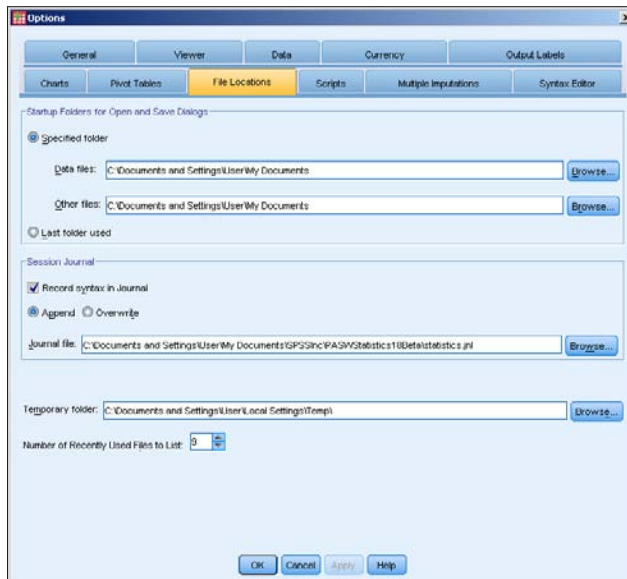 Options
General Viewer Data Currency Output Labels
Charts Pivot Tables File Locations Scripts Multiple Imputations Syntax Editor
Startup Folders for Open and Save Dialogs
Specified folder
Data files: C:\Documents and Settings\User\My Documents Browse...
Other files: C:\Documents and Settings\User\My Documents Browse...
Last folder used
Session Journal
Record syntax in Journal
Append Overwrite
Journal file: C:\Documents and Settings\User\My Documents\SPSSInc\PASWStatistics18Beta\statistics.jnl Browse...
Temporary folder: C:\Documents and Settings\User\Local Settings\Temp\ Browse...
Number of Recently Used Files to List: 9
OK Cancel Apply Help